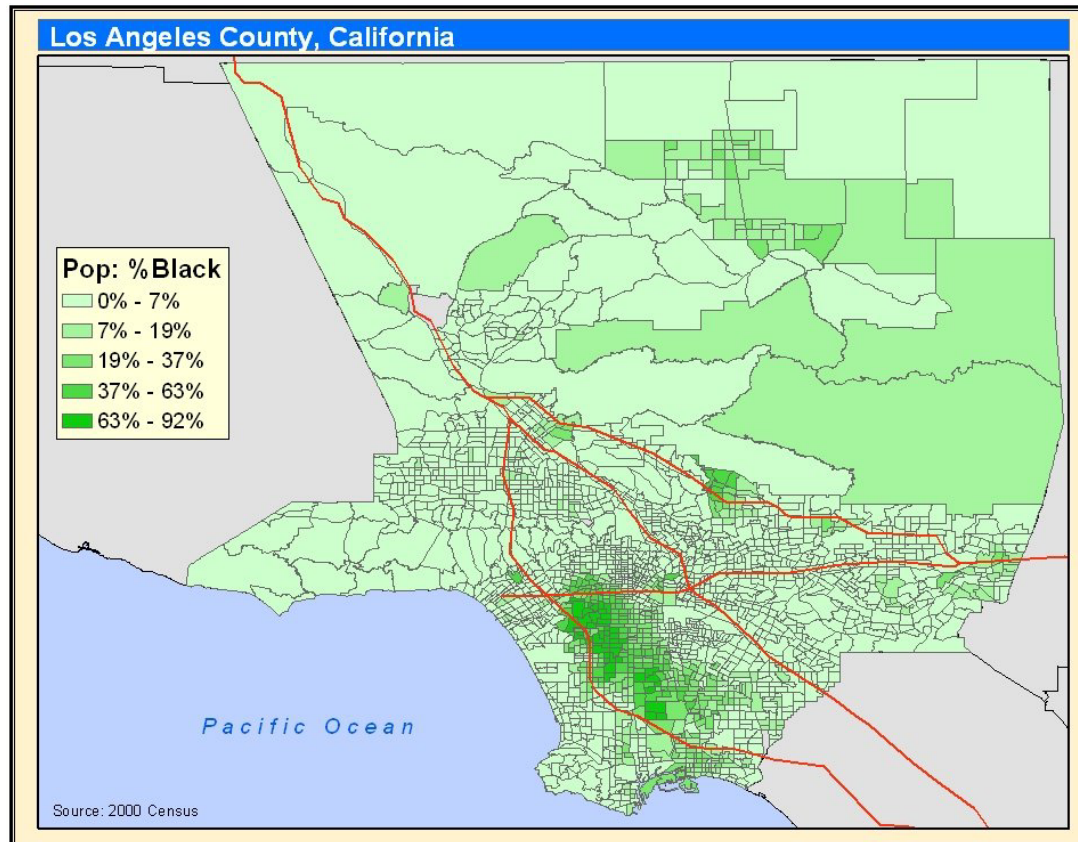 Los Angeles County, California
Pop: %Black
0% - 7%
7% - 19%
19% - 37%
37% - 63%
63% - 92%
Pacific Ocean
Source: 2000 Census